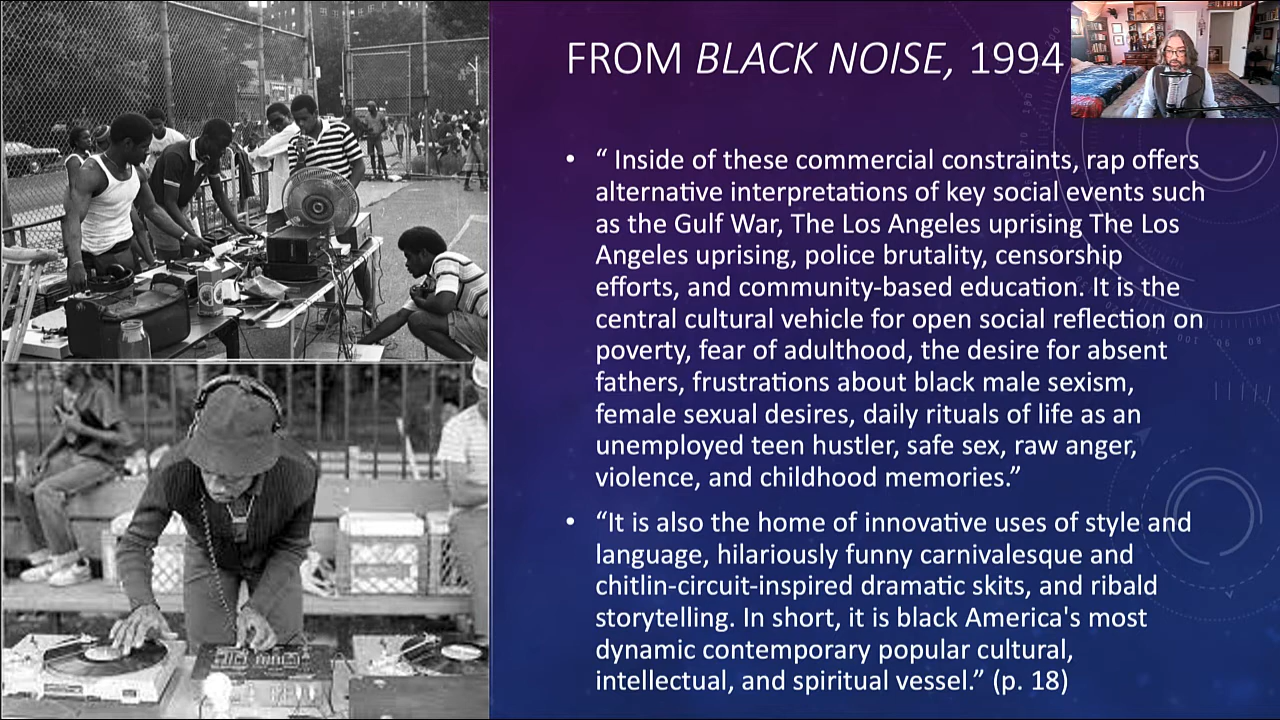 FROM BLACK NOISE, 1994
• “ Inside of these commercial constraints, rap offers
alternative interpretations of key social events such
as the Gulf War, The Los Angeles uprising The Los
Angeles uprising, police brutality, censorship
efforts, and community-based education. It is the
central cultural vehicle for open social reflection on
poverty, fear of adulthood, the desire for absent
fathers, frustrations about black male sexism,
female sexual desires, daily rituals of life as an
unemployed teen hustler, safe sex, raw anger,
violence, and childhood memories.”
• “It is also the home of innovative uses of style and
language, hilariously funny carnivalesque and
chitlin-circuit-inspired dramatic skits, and ribald
storytelling. In short, it is black America's most
dynamic contemporary popular cultural,
intellectual, and spiritual vessel.” (p. 18)